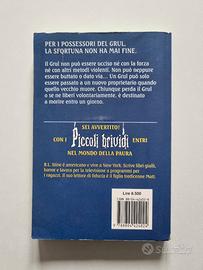 PER I POSSESSORI DEL GRUL
LA SFORTUNA NON HA MAI FINE.
Il Grul non può essere ucciso né con la forza
né con altri metodi violenti. Non può neppure
essere buttato o dato via... Un Grul può solo
essere passato a un nuovo proprietario quando
quello vecchio muore. Chiunque perda il Grul
o se ne liberi volontariamente, è destinato
a morire entro un giorno.
SEI AVVERTITO!
CON I Piccoli brividi ENTRI
NEL MONDO DELLA PAURA
R.L. Stine è americano e vive a New York. Scrive libri gialli,
horror e lavora per la televisione a programmi per
i ragazzi. Il suo lettore di fiducia è il figlio tredicenne Matt.
Lire 8.500
subito